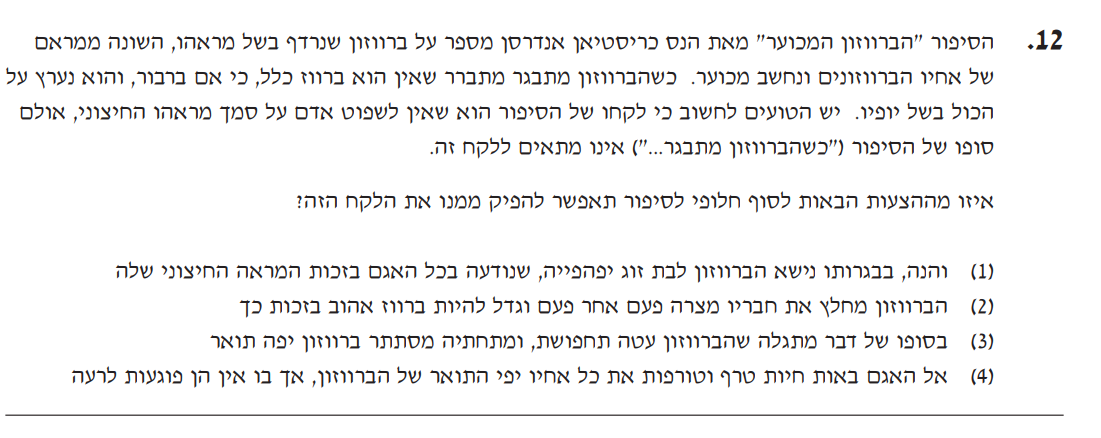 12. הסיפור "הברווזון המכוער" מאת הנס כריסטיאן אנדרסן מספר על ברווזון שנרדף בשל מראהו, השונה ממראם
של אחיו הברווזונים ונחשב מכוער. כשהברווזון מתבגר מתברר שאין הוא ברווז כלל, כי אם ברבור, והוא נערץ על
הכול בשל יופיו. יש הטוענים לחשוב כי לקחו של הסיפור הוא שאין לשפוט אדם על סמך מראהו החיצוני, אולם
סופו של הסיפור ("כשהברווזון מתבגר...") אינו מתאים ללקח זה.
איזו מההצעות הבאות לסוף חלופי לסיפור תאפשר להפיק ממנו את הלקח הזה?
(1) והנה, בבגרותו נישא הברווזון לבת זוג יפהפייה, שנודעה בכל האגם בזכות המראה החיצוני שלה
(2) הברווזון מחלץ את חבריו מצרה פעם אחר פעם וגדל להיות ברווז אהוב בזכות כך
(3) בסופו של דבר מתגלה שהברווזון עטה תחפושת, ומתחתיה מסתתר ברווזון יפה תואר
(4) אל האגם באות חיות טרף וטורפות את כל אחיו יפי התואר של הברווזון, אך בו אין הן פוגעות לרעה